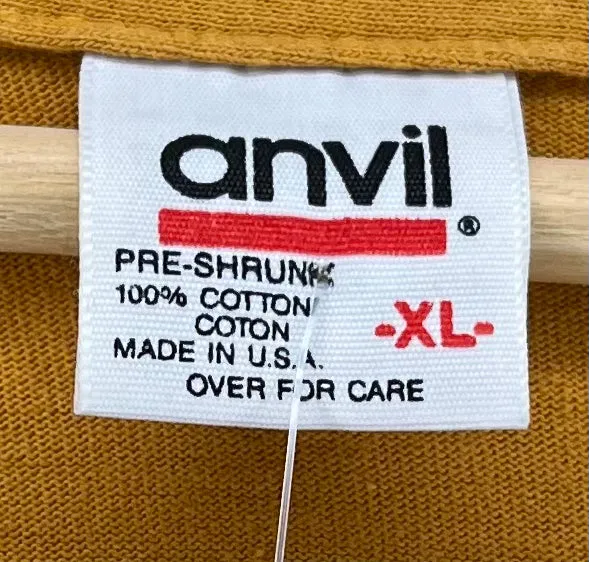 anvil®
PRE-SHRUNK
100% COTTON
COTON
-XL-
MADE IN U.S.A.
OVER FOR CARE